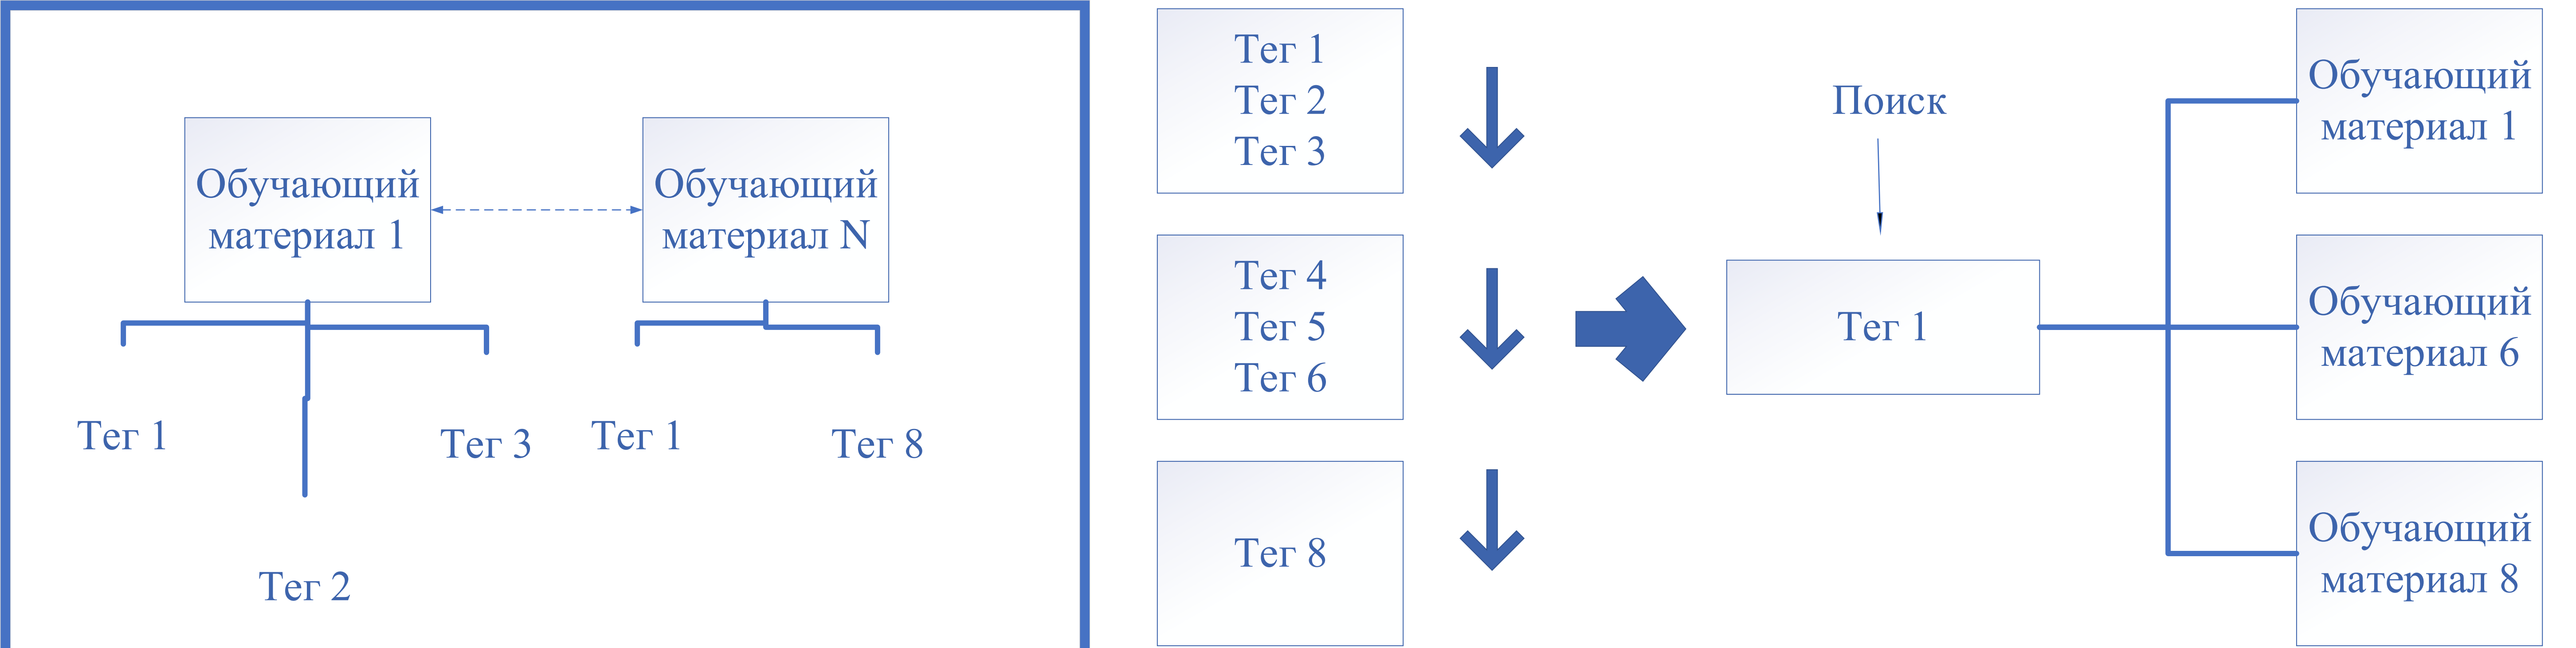 Обучающий
материал 1
Обучающий
материал N
Тег 1
Тег 2
Тег 3
Тег 1
Тег 8
Тег 1
Тег 2
Тег 3
Тег 4
Тег 5
Тег 6
Тег 8
Поиск
Тег 1
Обучающий
материал 1
Обучающий
материал 6
Обучающий
материал 8